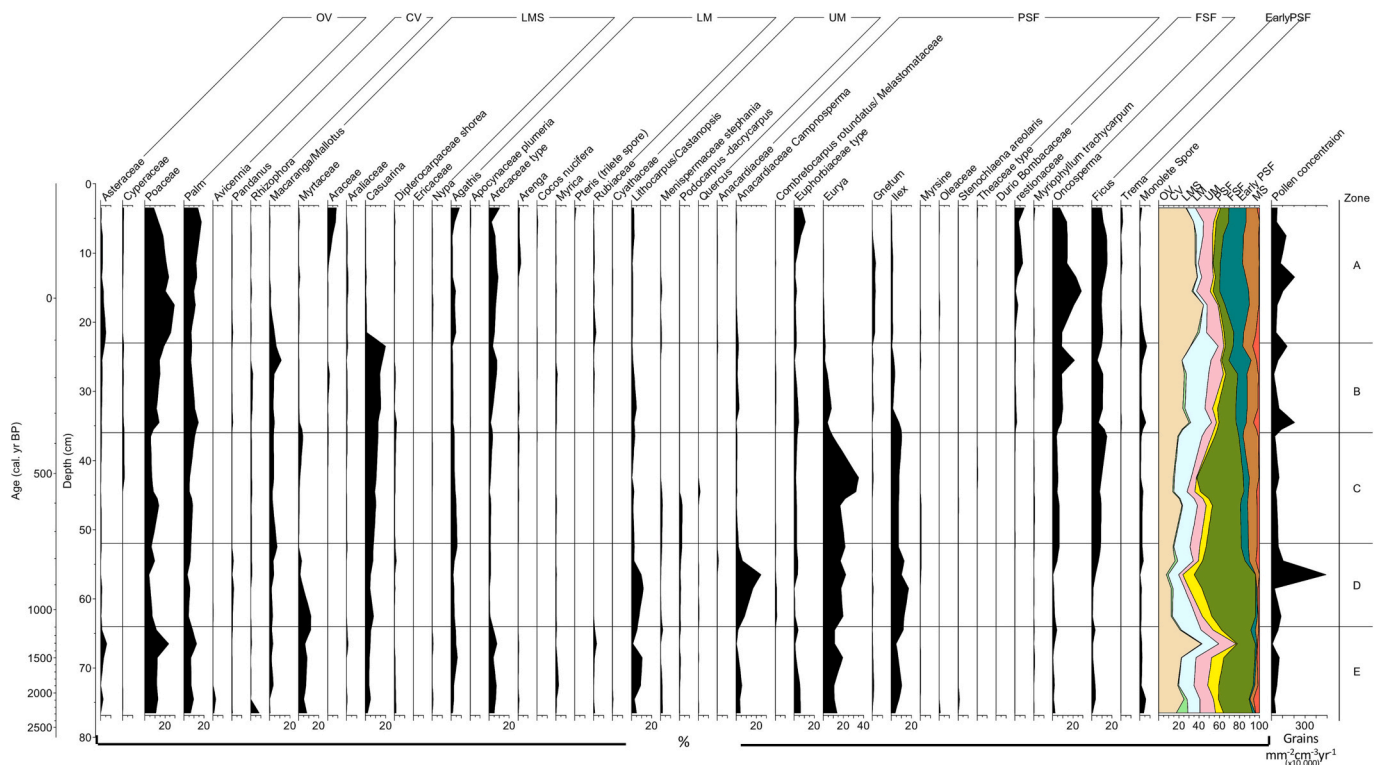 OV CV LMS LM UM PSF FSF EarlyPSF
Asteraceae
Cyperaceae
Poaceae
Palm
Avicennia
Pandanus
Rhizophora
Macaranga/Mallotus
Myrtaceae
Araceae
Araliaceae
Casuarina
Dipterocarpaceae shorea
Ericaceae
Nypa
Agathis
Apocynaceae plumeria
Arecaceae type
Arenga
Cocos nucifera
Myrica
Pteris (trilete spore)
Rubiaceae
Cyathaceae
Lithocarpus/Castanopsis
Menispermaceae stephania
Podocarpus -dacrycarpus
Quercus
Anacardiaceae
Anacardiaceae Campnosperma
Combretocarpus rotundatus/ Melastomataceae
Euphorbiaceae type
Eurya
Gnetum
Ilex
Myrsine
Oleaceae
Stenochlaena areolaris
Theaceae type
Durio Bombacaceae
restionaceae
Myriophyllum trachycarpum
Oncosperma
Ficus
Trema
Monolete Spore
OV
CV
LMS
LM
UM
PSF
FSF
Early PSF
MS
Pollen concentraion
Zone
A
B
C
D
E
Age (cal. yr BP)
0
500
1000
1500
2000
2500
Depth (cm)
0
10
20
30
40
50
60
70
80
20 20 20 20 20 20 20 20 20 20 20 40 20 20 20 20 40 60 80 100 300
%
Grains
mm⁻²cm⁻³yr⁻¹
(x10,000)